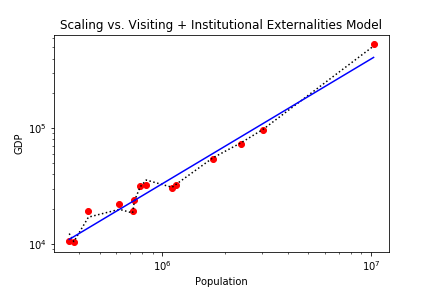 Scaling vs. Visiting + Institutional Externalities Model
GDP
10⁵
10⁴
10⁶
10⁷
Population